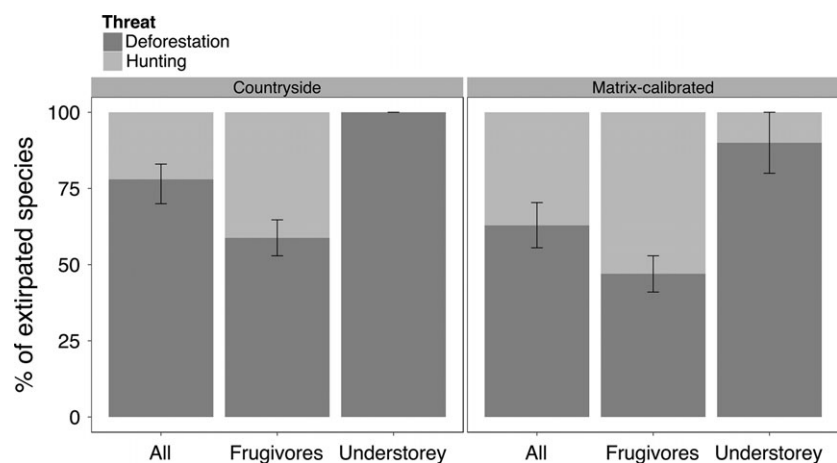 Threat
Deforestation
Hunting
Countryside
Matrix-calibrated
% of extirpated species
100
75
50
25
0
All Frugivores Understorey
All Frugivores Understorey